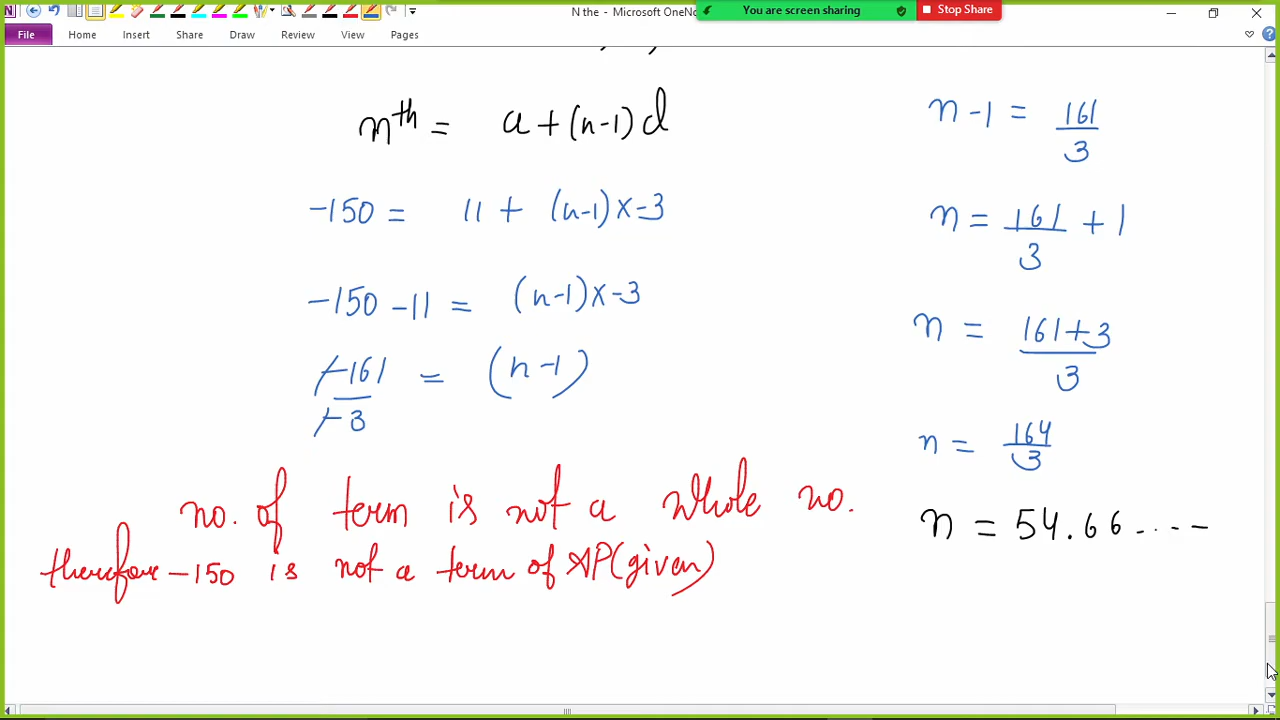 N the - Microsoft OneNo
You are screen sharing
Stop Share
File Home Insert Share Draw Review View Pages
nth = a + (n-1) d
-150 = 11 + (n-1)x-3
-150 -11 = (n-1)x-3
-161/-3 = (n-1)
n-1 = 161/3
n = 161/3 + 1
n = 161+3/3
n = 164/3
n = 54.66....--
no. of term is not a whole no.
therefore -150 is not a term of AP(given)